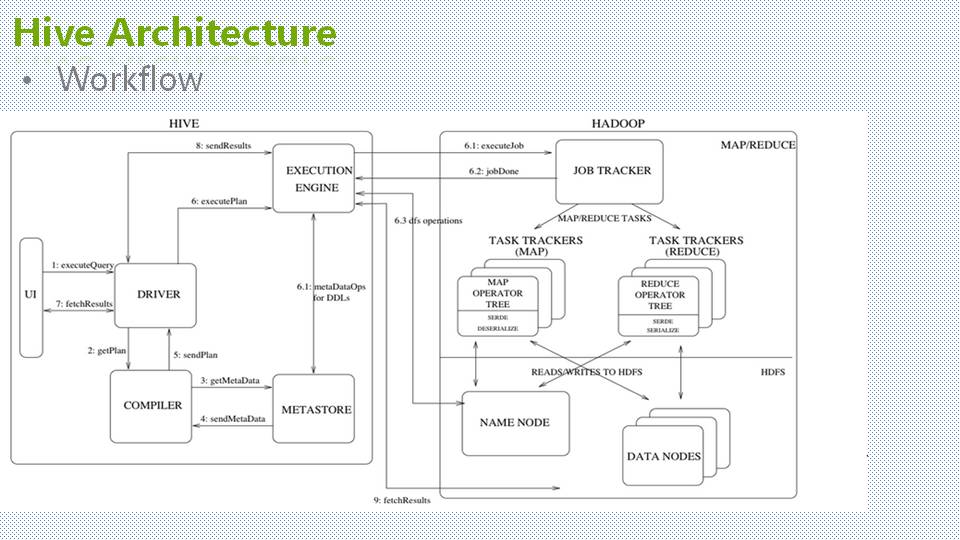 Hive Architecture
• Workflow
HIVE
HADOOP
8: sendResults
6.1: executeJob
MAP/REDUCE
EXECUTION
ENGINE
6.2: jobDone
JOB TRACKER
6: executePlan
6.3 dfs operations
MAP/REDUCE TASKS
TASK TRACKERS
(MAP)
TASK TRACKERS
(REDUCE)
1: executeQuery
UI
DRIVER
7: fetchResults
6.1: metaDataOps
for DDLs
MAP
OPERATOR
TREE
SERDE
DESERIALIZE
REDUCE
OPERATOR
TREE
SERDE
SERIALIZE
2: getPlan
5: sendPlan
READS/WRITES TO HDFS
HDFS
3: getMetaData
COMPILER
METASTORE
4: sendMetaData
NAME NODE
DATA NODES
9: fetchResults